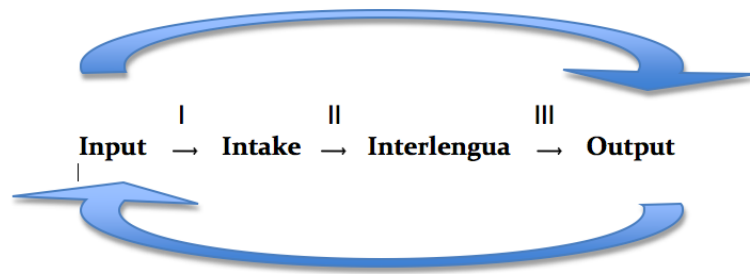 I II III
Input → Intake → Interlengua → Output